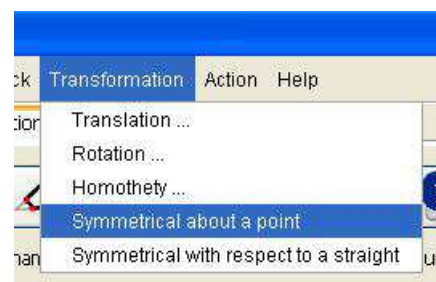 Transformation Action Help
Translation ...
Rotation ...
Homothety ...
Symmetrical about a point
Symmetrical with respect to a straight